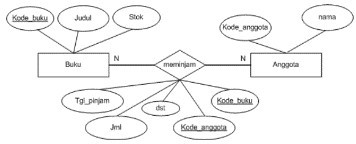 Kode_buku
Judul
Stok
Kode_anggota
nama
Buku
N
meminjam
N
Anggota
Tgl_pinjam
Jml
dst
Kode_anggota
Kode_buku